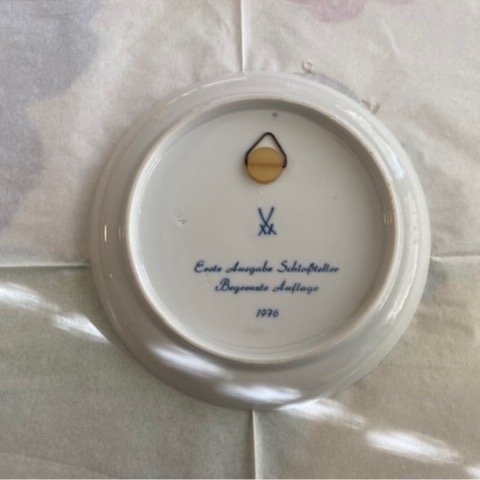 Erste Ausgabe Schloßteller
Begrenzte Auflage
1976